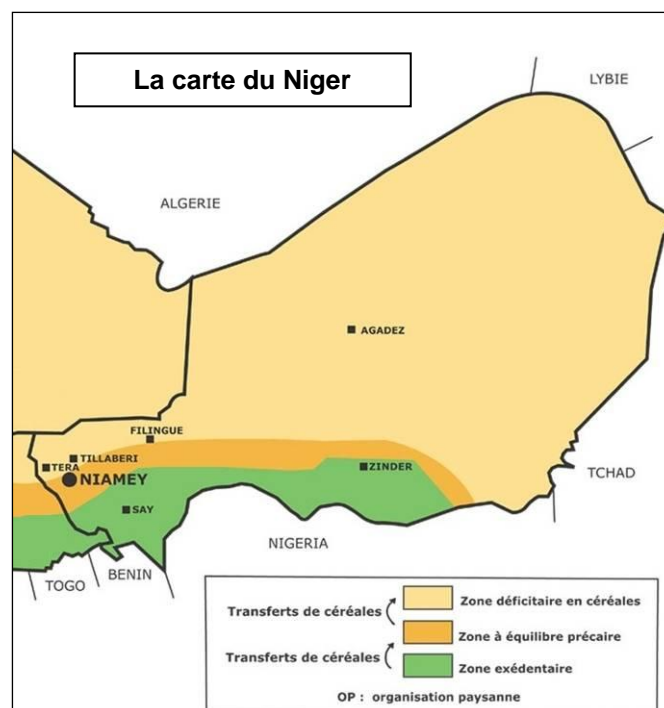 La carte du Niger
LYBIE
ALGERIE
AGADEZ
FILINGUE
TILLABERI
TERA
NIAMEY
ZINDER
SAY
TCHAD
NIGERIA
BENIN
TOGO
Transferts de céréales
Zone déficitaire en céréales
Zone à équilibre précaire
Transferts de céréales
Zone exédentaire
OP : organisation paysanne